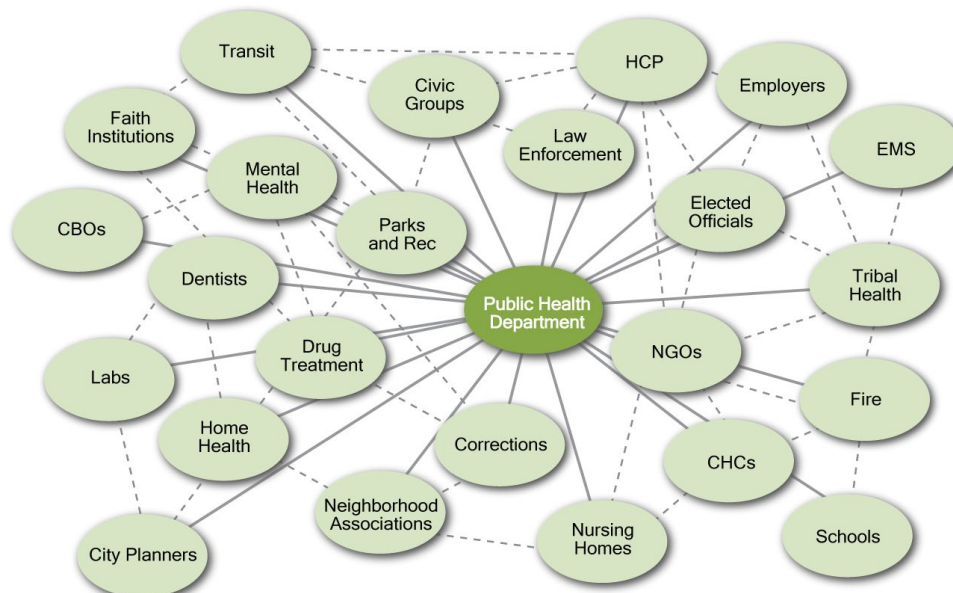 Transit
HCP
Civic
Groups
Employers
Faith
Institutions
Law
Enforcement
EMS
Mental
Health
Elected
Officials
CBOs
Parks
and Rec
Dentists
Tribal
Health
Public Health
Department
Drug
Treatment
NGOs
Labs
Fire
Home
Health
Corrections
CHCs
Neighborhood
Associations
Nursing
Homes
Schools
City Planners